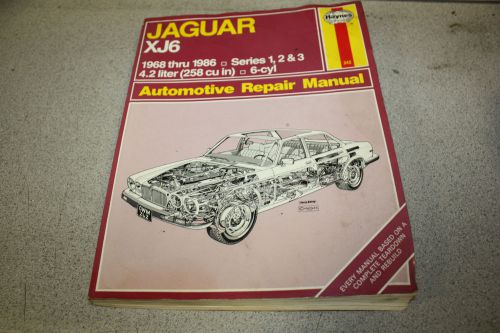 JAGUAR
XJ6
Haynes
1968 thru 1986 □ Series 1, 2 & 3
4.2 liter (258 cu in) □ 6-cyl
242
Automotive Repair Manual
EVERY MANUAL BASED ON A
COMPLETE TEARDOWN
AND REBUILD